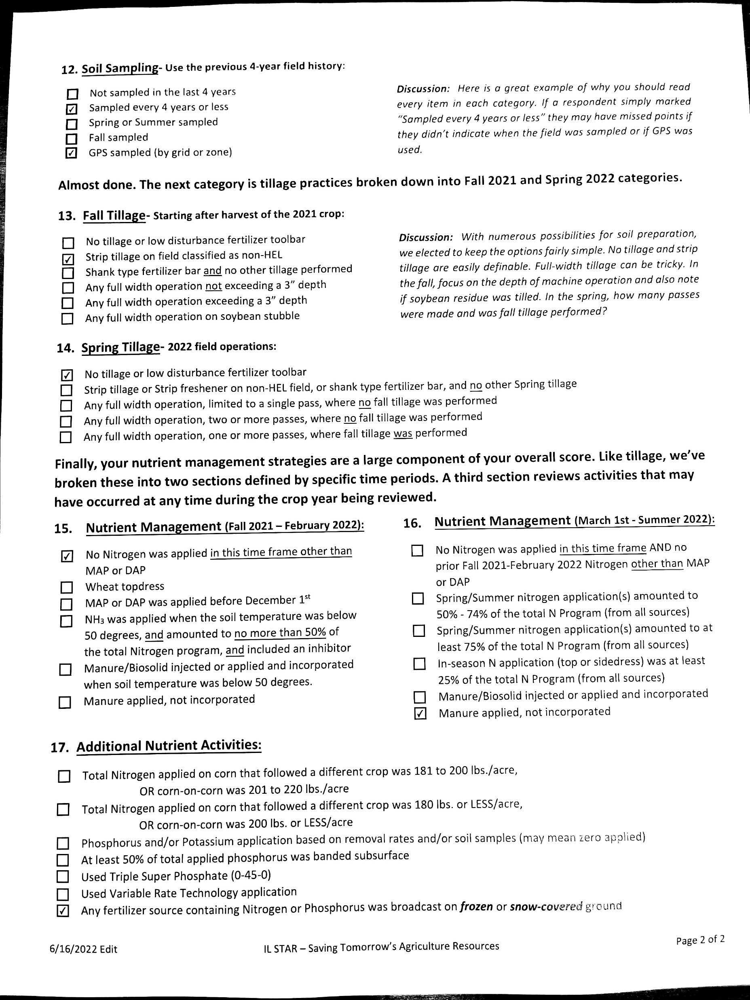 12. Soil Sampling- Use the previous 4-year field history:
☐ Not sampled in the last 4 years
☑ Sampled every 4 years or less
☐ Spring or Summer sampled
☐ Fall sampled
☑ GPS sampled (by grid or zone)
Discussion: Here is a great example of why you should read
every item in each category. If a respondent simply marked
"Sampled every 4 years or less" they may have missed points if
they didn't indicate when the field was sampled or if GPS was
used.
Almost done. The next category is tillage practices broken down into Fall 2021 and Spring 2022 categories.
13. Fall Tillage- Starting after harvest of the 2021 crop:
☐ No tillage or low disturbance fertilizer toolbar
☑ Strip tillage on field classified as non-HEL
☐ Shank type fertilizer bar and no other tillage performed
☐ Any full width operation not exceeding a 3” depth
☐ Any full width operation exceeding a 3” depth
☐ Any full width operation on soybean stubble
Discussion: With numerous possibilities for soil preparation,
we elected to keep the options fairly simple. No tillage and strip
tillage are easily definable. Full-width tillage can be tricky. In
the fall, focus on the depth of machine operation and also note
if soybean residue was tilled. In the spring, how many passes
were made and was fall tillage performed?
14. Spring Tillage- 2022 field operations:
☑ No tillage or low disturbance fertilizer toolbar
☐ Strip tillage or Strip freshener on non-HEL field, or shank type fertilizer bar, and no other Spring tillage
☐ Any full width operation, limited to a single pass, where no fall tillage was performed
☐ Any full width operation, two or more passes, where no fall tillage was performed
☐ Any full width operation, one or more passes, where fall tillage was performed
Finally, your nutrient management strategies are a large component of your overall score. Like tillage, we've
broken these into two sections defined by specific time periods. A third section reviews activities that may
have occurred at any time during the crop year being reviewed.
15. Nutrient Management (Fall 2021 – February 2022):
☑ No Nitrogen was applied in this time frame other than
MAP or DAP
☐ Wheat topdress
☐ MAP or DAP was applied before December 1st
☐ NH3 was applied when the soil temperature was below
50 degrees, and amounted to no more than 50% of
the total Nitrogen program, and included an inhibitor
☐ Manure/Biosolid injected or applied and incorporated
when soil temperature was below 50 degrees.
☐ Manure applied, not incorporated
16. Nutrient Management (March 1st - Summer 2022):
☐ No Nitrogen was applied in this time frame AND no
prior Fall 2021-February 2022 Nitrogen other than MAP
or DAP
☐ Spring/Summer nitrogen application(s) amounted to
50% - 74% of the total N Program (from all sources)
☐ Spring/Summer nitrogen application(s) amounted to at
least 75% of the total N Program (from all sources)
☐ In-season N application (top or sidedress) was at least
25% of the total N Program (from all sources)
☐ Manure/Biosolid injected or applied and incorporated
☑ Manure applied, not incorporated
17. Additional Nutrient Activities:
☐ Total Nitrogen applied on corn that followed a different crop was 181 to 200 lbs./acre,
OR corn-on-corn was 201 to 220 lbs./acre
☐ Total Nitrogen applied on corn that followed a different crop was 180 lbs. or LESS/acre,
OR corn-on-corn was 200 lbs. or LESS/acre
☐ Phosphorus and/or Potassium application based on removal rates and/or soil samples (may mean zero applied)
☐ At least 50% of total applied phosphorus was banded subsurface
☐ Used Triple Super Phosphate (0-45-0)
☐ Used Variable Rate Technology application
☑ Any fertilizer source containing Nitrogen or Phosphorus was broadcast on frozen or snow-covered ground
6/16/2022 Edit
IL STAR – Saving Tomorrow's Agriculture Resources
Page 2 of 2